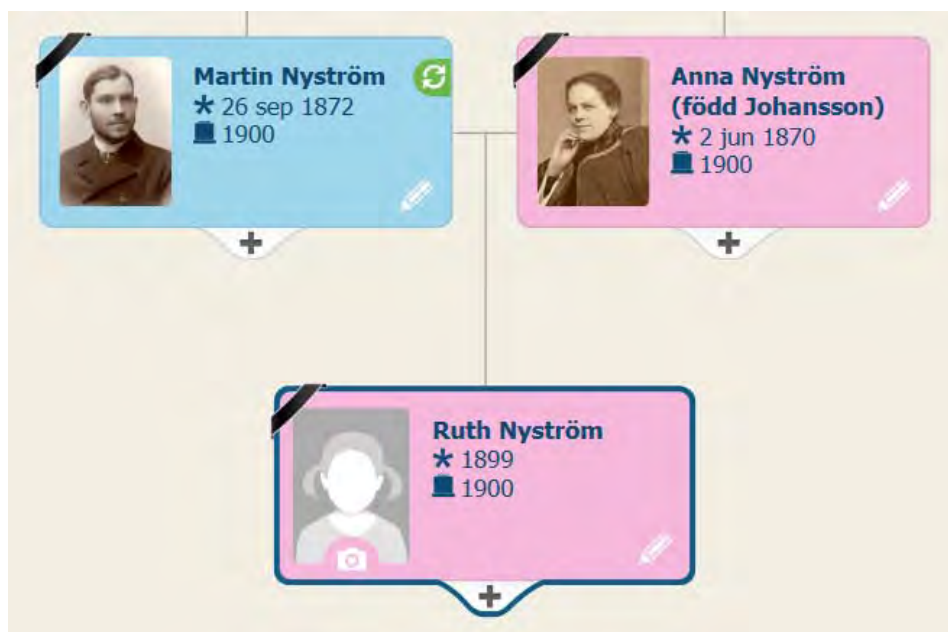 Martin Nyström
26 sep 1872
1900
Anna Nyström
(född Johansson)
2 jun 1870
1900
Ruth Nyström
1899
1900